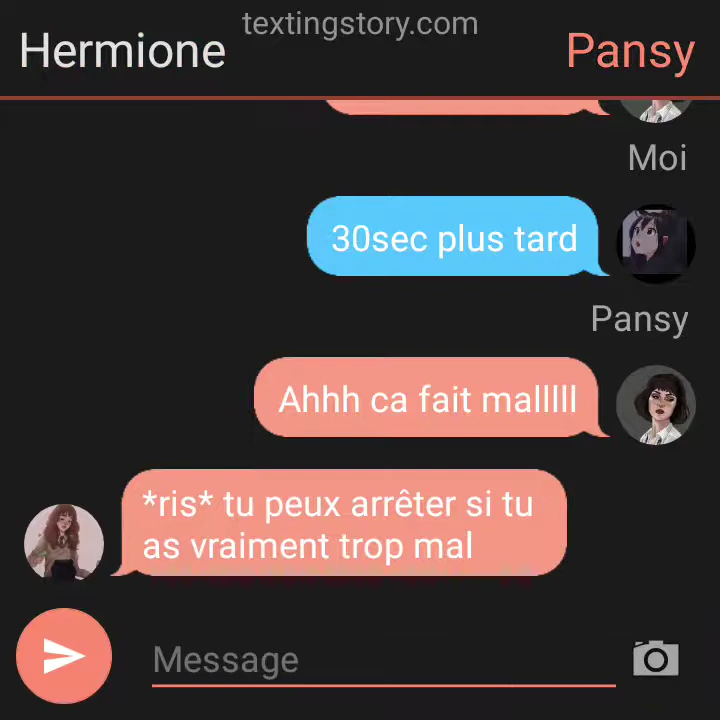 textingstory.com
Hermione
Pansy
Moi
30sec plus tard
Pansy
Ahhh ca fait malllll
*ris* tu peux arrêter si tu
as vraiment trop mal
Message